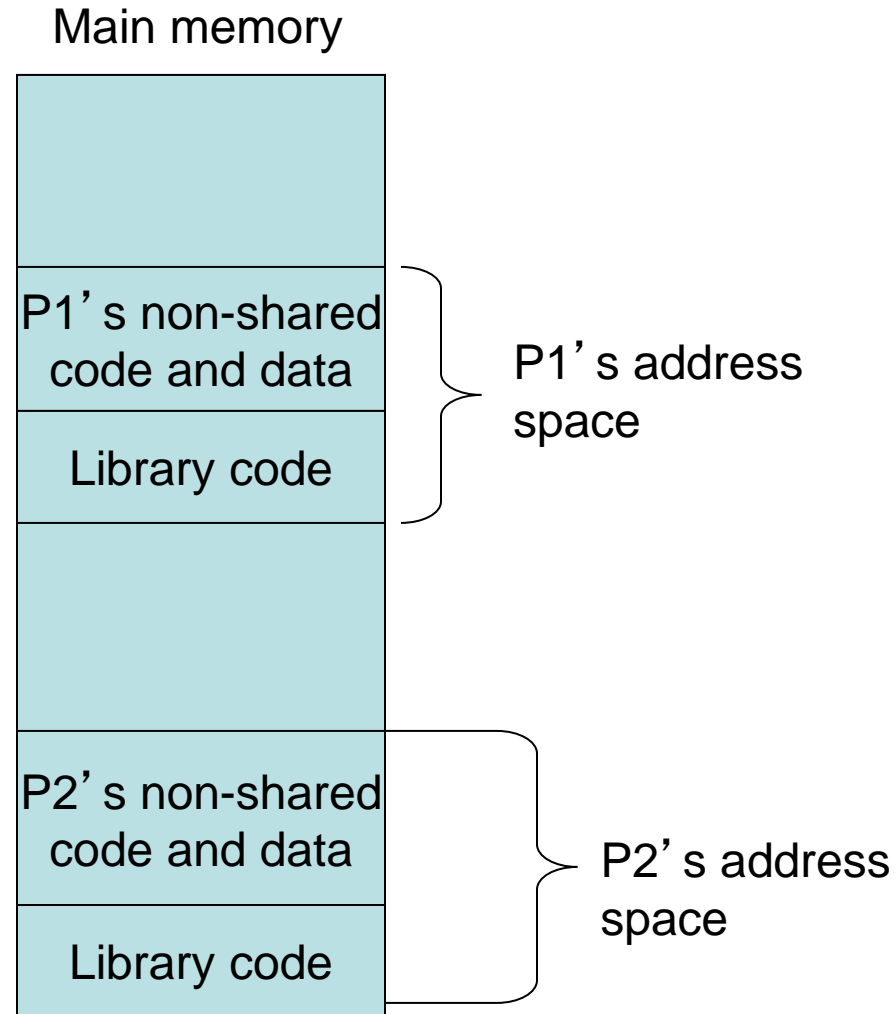 Main memory
P1’s non-shared
code and data
P1’s address
space
Library code
P2’s non-shared
code and data
P2’s address
space
Library code